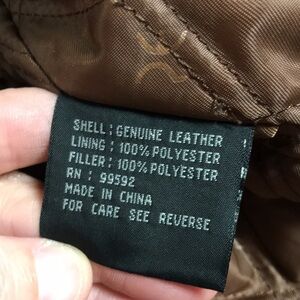 SHELL : GENUINE LEATHER
LINING : 100% POLYESTER
FILLER : 100% POLYESTER
RN : 99592
MADE IN CHINA
FOR CARE SEE REVERSE